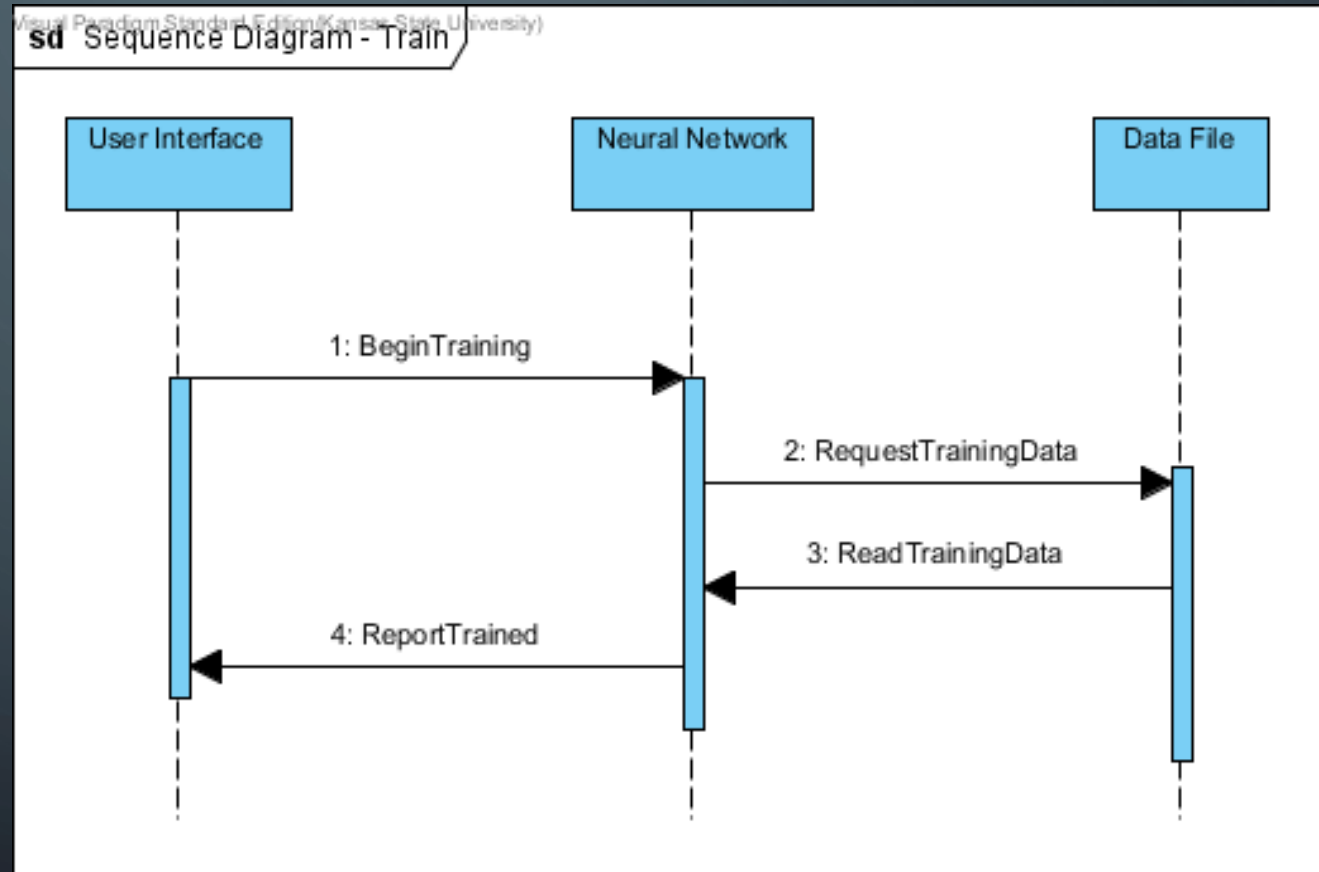 Visual Paradigm Standard Edition(Kansas State University)
sd Sequence Diagram - Train
User Interface
Neural Network
Data File
1: BeginTraining
2: RequestTrainingData
3: ReadTrainingData
4: ReportTrained